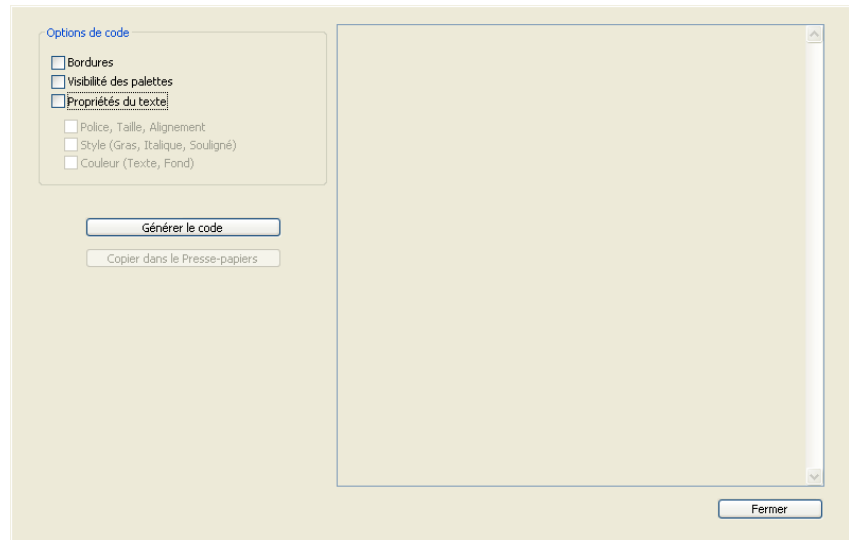 Options de code
Bordures
Visibilité des palettes
Propriétés du texte
Police, Taille, Alignement
Style (Gras, Italique, Souligné)
Couleur (Texte, Fond)
Générer le code
Copier dans le Presse-papiers
Fermer